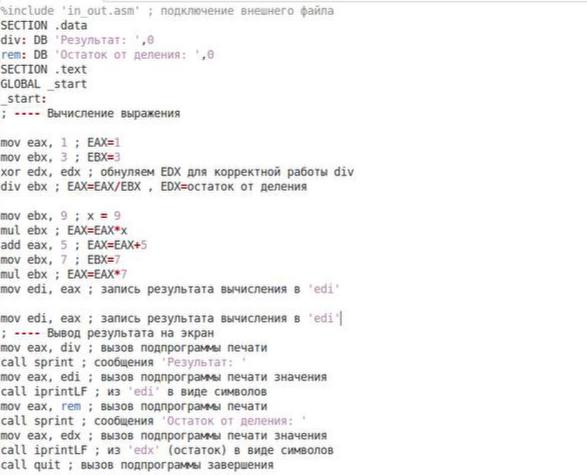 %include 'in_out.asm' ; подключение внешнего файла
SECTION .data
div: DB 'Результат: ',0
rem: DB 'Остаток от деления: ',0
SECTION .text
GLOBAL _start
_start:
; ---- Вычисление выражения
mov eax, 1 ; EAX=1
mov ebx, 3 ; EBX=3
xor edx, edx ; обнуляем EDX для корректной работы div
div ebx ; EAX=EAX/EBX , EDX=остаток от деления
mov ebx, 9 ; x = 9
mul ebx ; EAX=EAX*x
add eax, 5 ; EAX=EAX+5
mov ebx, 7 ; EBX=7
mul ebx ; EAX=EAX*7
mov edi, eax ; запись результата вычисления в 'edi'
mov edi, eax ; запись результата вычисления в 'edi'
; ---- Вывод результата на экран
mov eax, div ; вызов подпрограммы печати
call sprint ; сообщения 'Результат: '
mov eax, edi ; вызов подпрограммы печати значения
call iprintLF ; из 'edi' в виде символов
mov eax, rem ; вызов подпрограммы печати
call sprint ; сообщения 'Остаток от деления: '
mov eax, edx ; вызов подпрограммы печати значения
call iprintLF ; из 'edx' (остаток) в виде символов
call quit ; вызов подпрограммы завершения